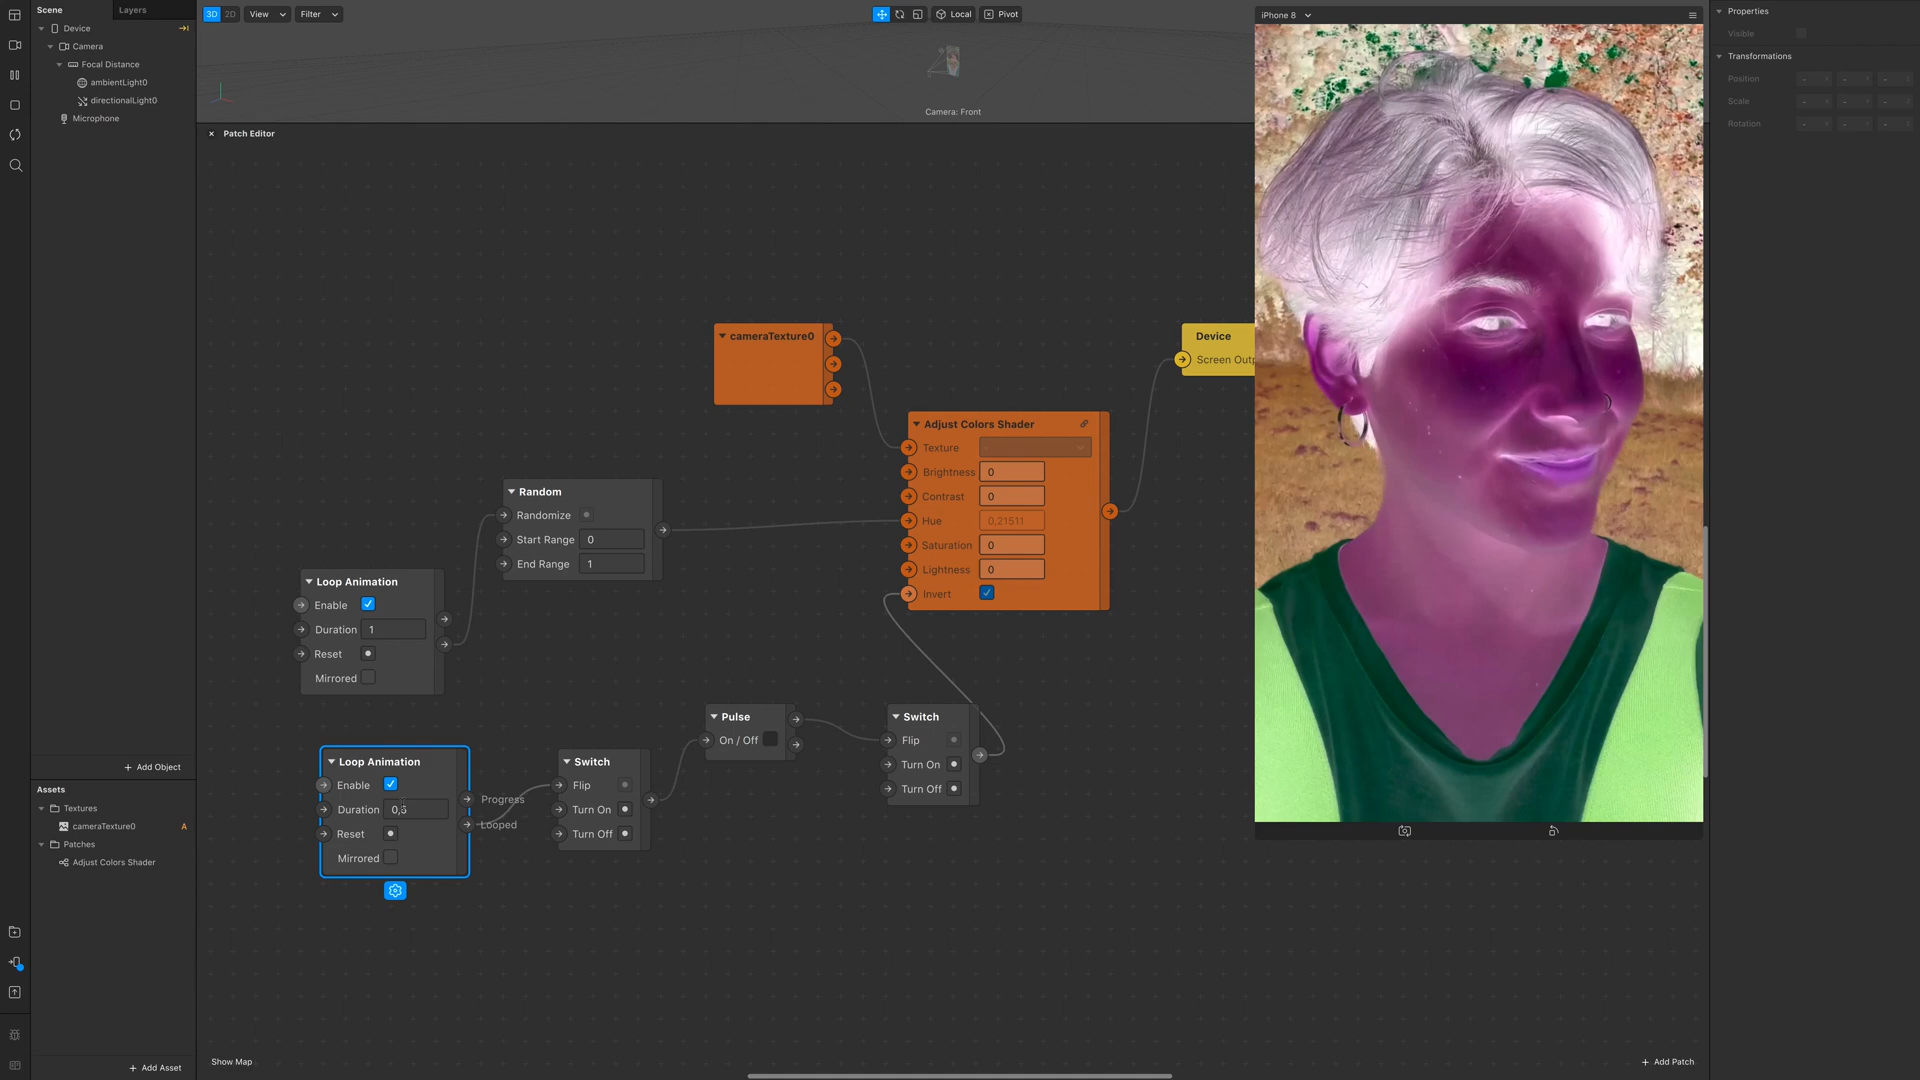 Scene
Layers
Device
Camera
Focal Distance
ambientLight0
directionalLight0
Microphone
+ Add Object
Assets
Textures
cameraTexture0 A
Patches
Adjust Colors Shader
+ Add Asset
3D 2D View Filter
Local Pivot
Camera: Front
× Patch Editor
cameraTexture0
Device
Screen Outp
Adjust Colors Shader
Texture
Brightness 0
Contrast 0
Hue 0,21511
Saturation 0
Lightness 0
Invert
Random
Randomize
Start Range 0
End Range 1
Loop Animation
Enable
Duration 1
Reset
Mirrored
Loop Animation
Enable
Duration 0,5
Reset
Mirrored
Progress
Looped
Switch
Flip
Turn On
Turn Off
Pulse
On / Off
Switch
Flip
Turn On
Turn Off
Show Map
+ Add Patch
iPhone 8
Properties
Visible
Transformations
Position - - -
Scale - - -
Rotation - - -